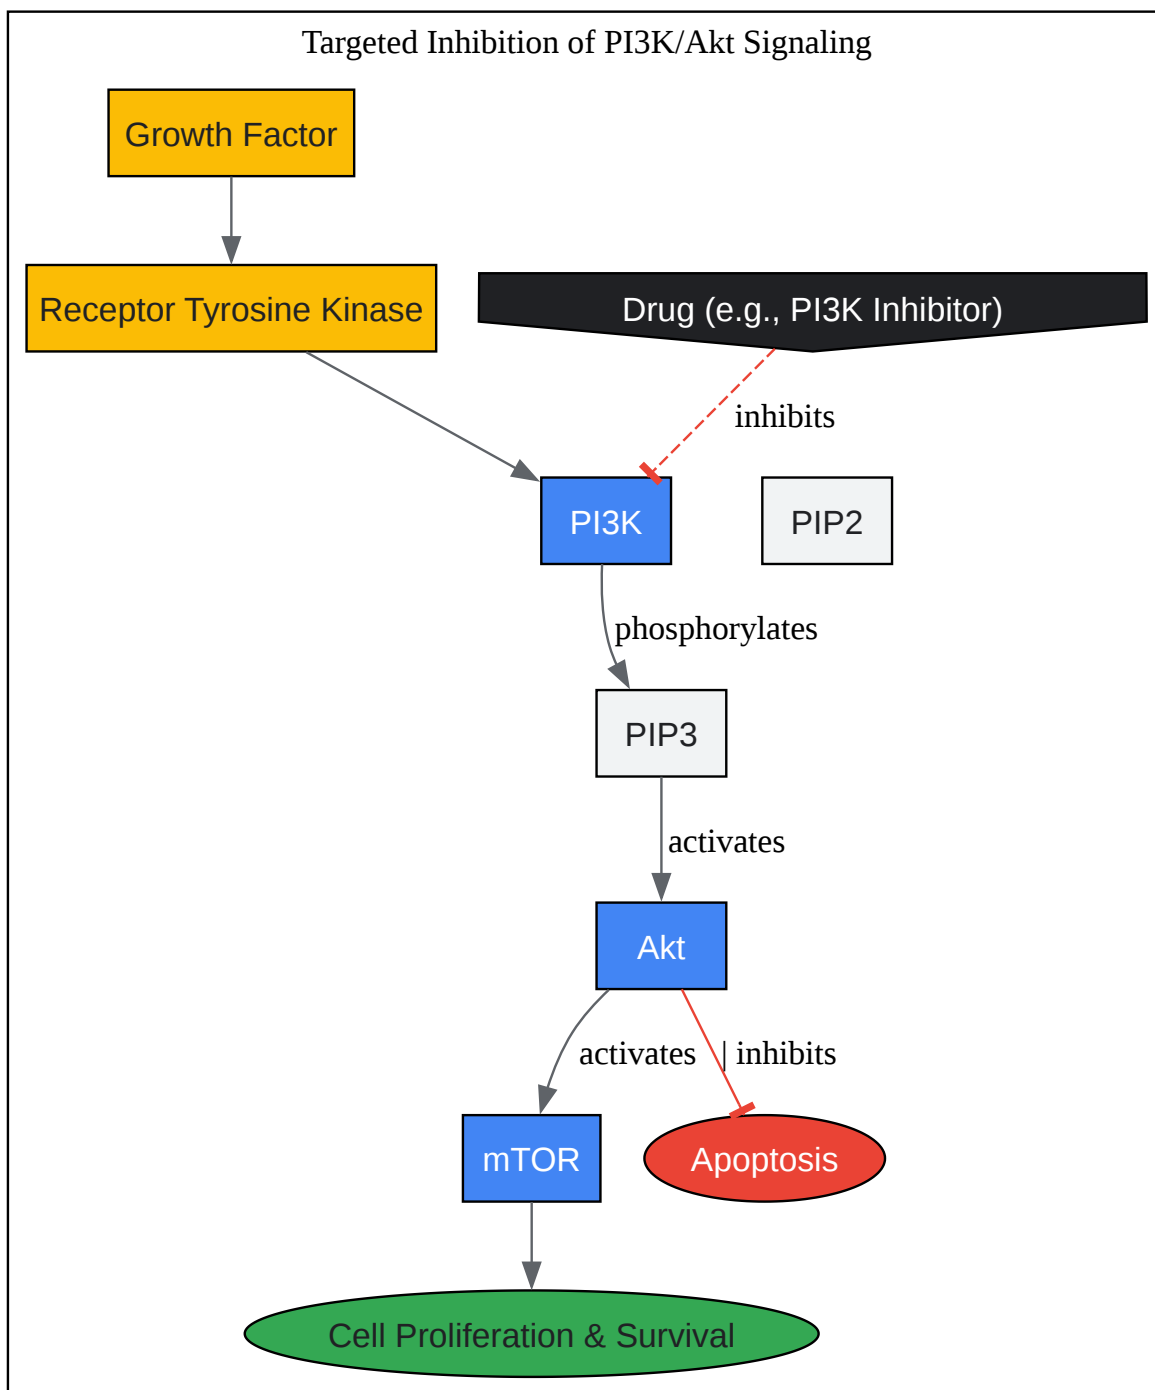 Targeted Inhibition of PI3K/Akt Signaling
Growth Factor
Receptor Tyrosine Kinase
Drug (e.g., PI3K Inhibitor)
inhibits
PI3K
PIP2
phosphorylates
PIP3
activates
Akt
activates
| inhibits
mTOR
Apoptosis
Cell Proliferation & Survival